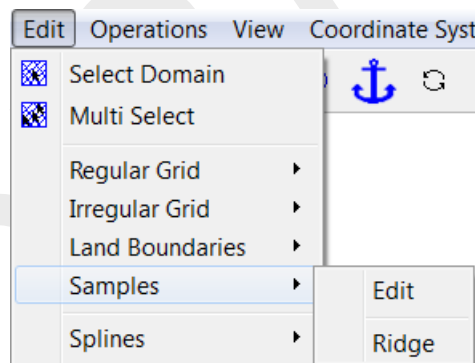 Edit Operations View Coordinate Syst
Select Domain
Multi Select
Regular Grid
Irregular Grid
Land Boundaries
Samples
Edit
Splines
Ridge